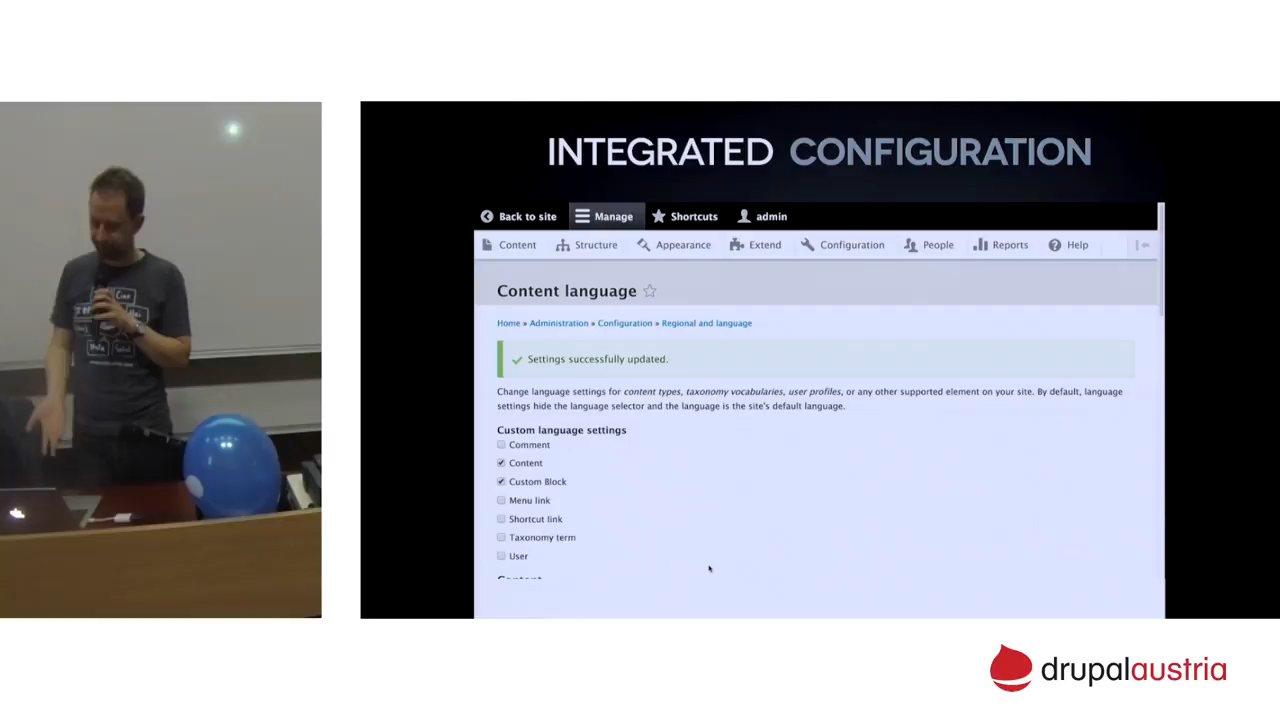 INTEGRATED CONFIGURATION
Back to site Manage Shortcuts admin
Content Structure Appearance Extend Configuration People Reports Help
Content language
Home » Administration » Configuration » Regional and language
Settings successfully updated.
Change language settings for content types, taxonomy vocabularies, user profiles, or any other supported element on your site. By default, language
settings hide the language selector and the language is the site's default language.
Custom language settings
Comment
Content
Custom Block
Menu link
Shortcut link
Taxonomy term
User
Content
Ciao
Hola
drupalaustria